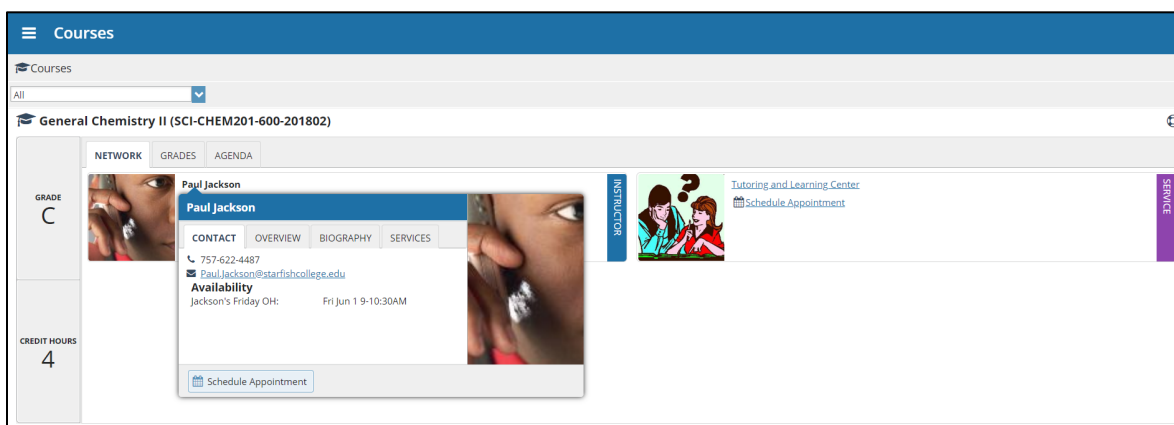 Courses
Courses
All
General Chemistry II (SCI-CHEM201-600-201802)
NETWORK GRADES AGENDA
GRADE
C
CREDIT HOURS
4
Paul Jackson
INSTRUCTOR
Paul Jackson
CONTACT OVERVIEW BIOGRAPHY SERVICES
757-622-4487
Paul.Jackson@starfishcollege.edu
Availability
Jackson's Friday OH: Fri Jun 1 9-10:30AM
Schedule Appointment
Tutoring and Learning Center
Schedule Appointment
SERVICE